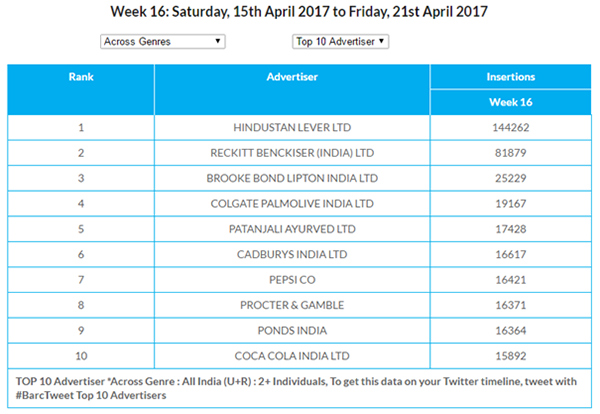 Week 16: Saturday, 15th April 2017 to Friday, 21st April 2017
Across Genres Top 10 Advertiser
Rank Advertiser Insertions
Week 16
1 HINDUSTAN LEVER LTD 144262
2 RECKITT BENCKISER (INDIA) LTD 81879
3 BROOKE BOND LIPTON INDIA LTD 25229
4 COLGATE PALMOLIVE INDIA LTD 19167
5 PATANJALI AYURVED LTD 17428
6 CADBURYS INDIA LTD 16617
7 PEPSI CO 16421
8 PROCTER & GAMBLE 16371
9 PONDS INDIA 16364
10 COCA COLA INDIA LTD 15892
TOP 10 Advertiser *Across Genre : All India (U+R) : 2+ Individuals, To get this data on your Twitter timeline, tweet with
#BarcTweet Top 10 Advertisers